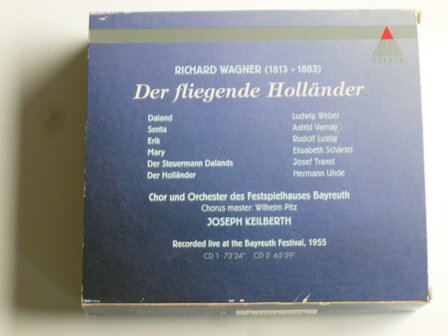 TELDEC
RICHARD WAGNER (1813 – 1883)
Der fliegende Holländer
Daland Ludwig Weber
Senta Astrid Varnay
Erik Rudolf Lustig
Mary Elisabeth Schärtel
Der Steuermann Dalands Josef Traxel
Der Holländer Hermann Uhde
Chor und Orchester des Festspielhauses Bayreuth
Chorus master: Wilhelm Pitz
JOSEPH KEILBERTH
Recorded live at the Bayreuth Festival, 1955
CD 1 73'24" CD 2 65'59"